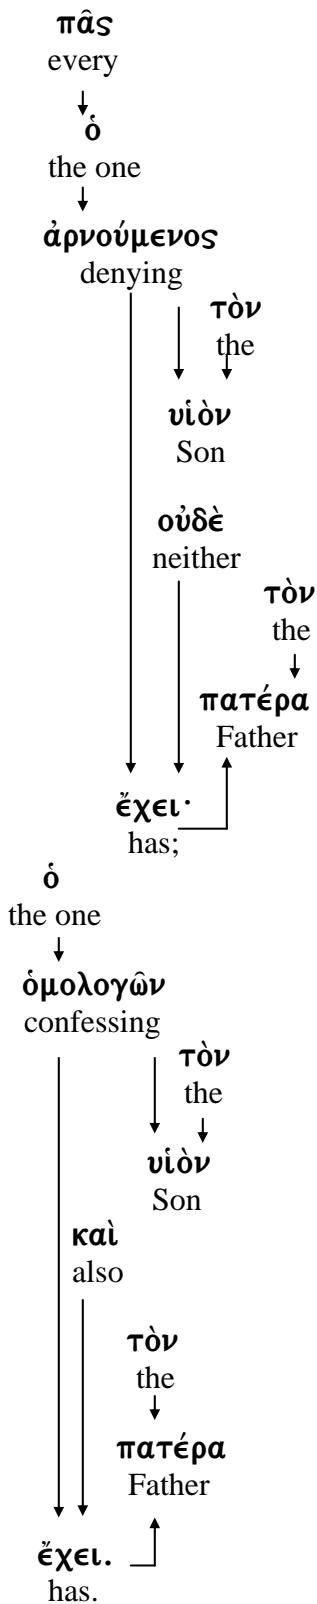 πᾶς
every
ὁ
the one
ἀρνούμενος
denying
τὸν
the
υἱὸν
Son
οὐδὲ
neither
τὸν
the
πατέρα
Father
ἔχει·
has;
ὁ
the one
ὁμολογῶν
confessing
τὸν
the
υἱὸν
Son
καὶ
also
τὸν
the
πατέρα
Father
ἔχει.
has.